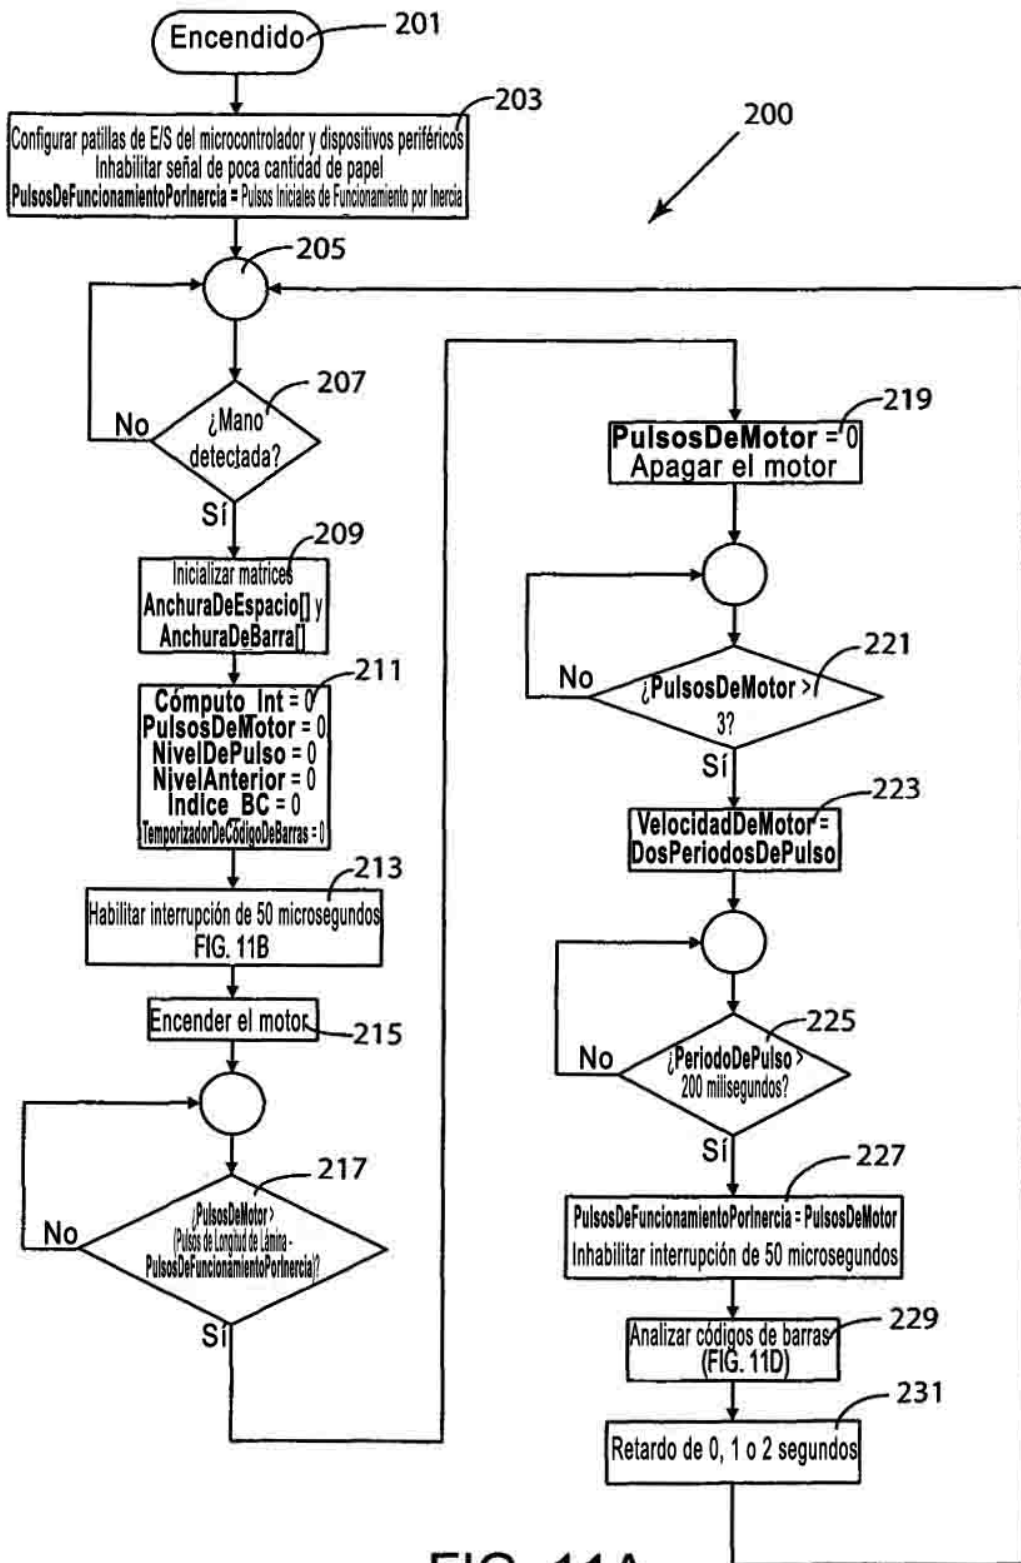 Encendido
201
203
Configurar patillas de E/S del microcontrolador y dispositivos periféricos
Inhabilitar señal de poca cantidad de papel
PulsosDeFuncionamientoPorInercia = Pulsos Iniciales de Funcionamiento por Inercia
200
205
207
¿Mano
detectada?
No
Sí
209
Inicializar matrices
AnchuraDeEspacio[] y
AnchuraDeBarra[]
211
Cómputo_Int = 0
PulsosDeMotor = 0
NivelDePulso = 0
NivelAnterior = 0
Índice_BC = 0
TemporizadorDeCódigoDeBarras = 0
213
Habilitar interrupción de 50 microsegundos
FIG. 11B
Encender el motor
215
217
¿PulsosDeMotor >
(Pulsos de Longitud de Lámina -
PulsosDeFuncionamientoPorInercia)?
No
Sí
219
PulsosDeMotor = 0
Apagar el motor
221
¿PulsosDeMotor >
3?
No
Sí
223
VelocidadDeMotor =
DosPeriodosDePulso
225
¿PeriodoDePulso >
200 milisegundos?
No
Sí
227
PulsosDeFuncionamientoPorInercia = PulsosDeMotor
Inhabilitar interrupción de 50 microsegundos
229
Analizar códigos de barras
(FIG. 11D)
231
Retardo de 0, 1 o 2 segundos
FIG. 11A